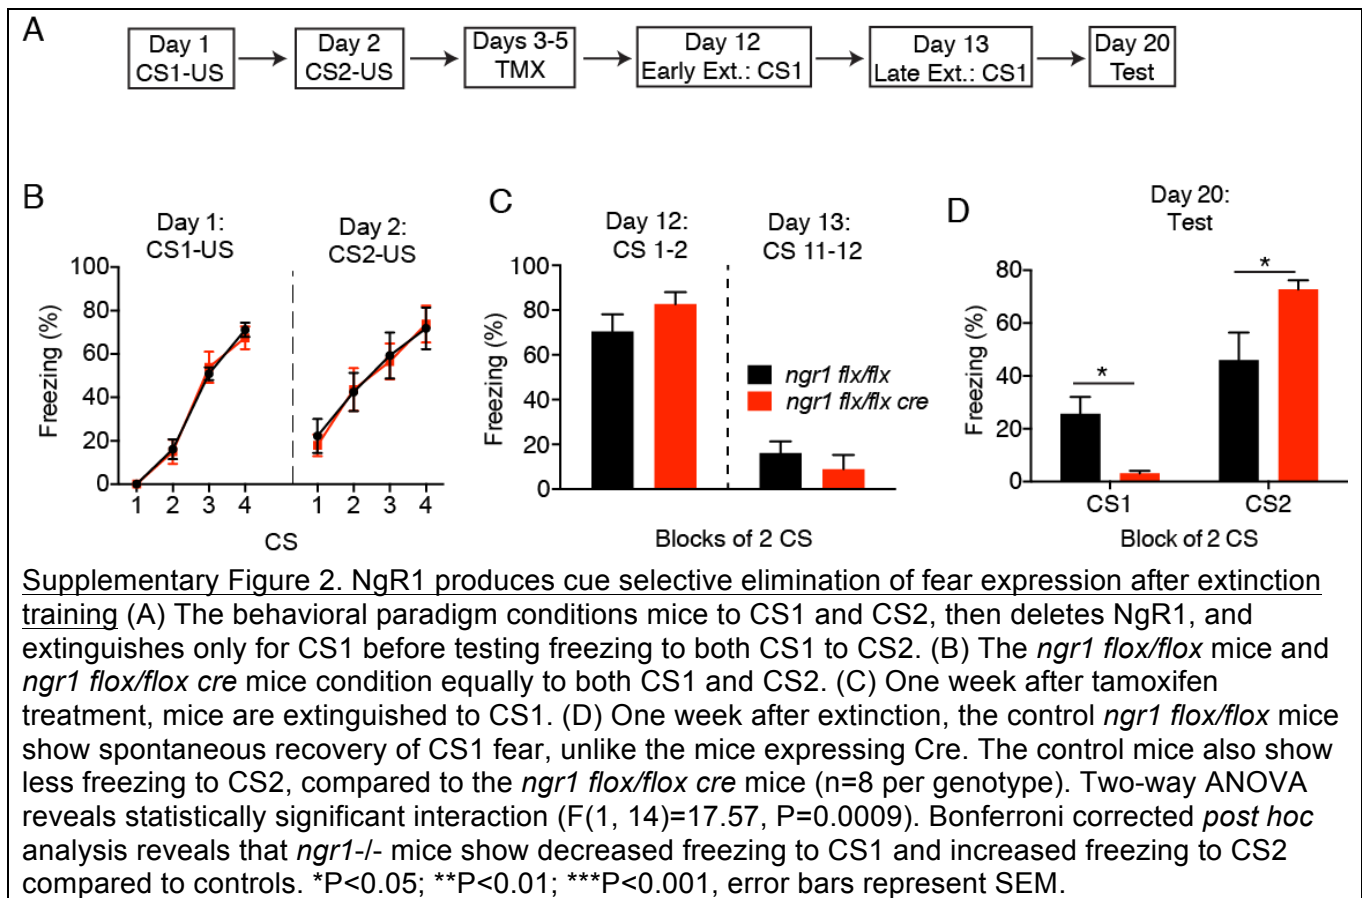 A
Day 1
CS1-US
Day 2
CS2-US
Days 3-5
TMX
Day 12
Early Ext.: CS1
Day 13
Late Ext.: CS1
Day 20
Test
B
Day 1:
CS1-US
Day 2:
CS2-US
Freezing (%)
100
80
60
40
20
0
1 2 3 4 1 2 3 4
CS
C
Day 12:
CS 1-2
Day 13:
CS 11-12
Freezing (%)
100
80
60
40
20
0
ngr1 flx/flx
ngr1 flx/flx cre
Blocks of 2 CS
D
Day 20:
Test
Freezing (%)
80
60
40
20
0
*
*
CS1 CS2
Block of 2 CS
Supplementary Figure 2. NgR1 produces cue selective elimination of fear expression after extinction
training (A) The behavioral paradigm conditions mice to CS1 and CS2, then deletes NgR1, and
extinguishes only for CS1 before testing freezing to both CS1 to CS2. (B) The ngr1 flox/flox mice and
ngr1 flox/flox cre mice condition equally to both CS1 and CS2. (C) One week after tamoxifen
treatment, mice are extinguished to CS1. (D) One week after extinction, the control ngr1 flox/flox mice
show spontaneous recovery of CS1 fear, unlike the mice expressing Cre. The control mice also show
less freezing to CS2, compared to the ngr1 flox/flox cre mice (n=8 per genotype). Two-way ANOVA
reveals statistically significant interaction (F(1, 14)=17.57, P=0.0009). Bonferroni corrected post hoc
analysis reveals that ngr1-/- mice show decreased freezing to CS1 and increased freezing to CS2
compared to controls. *P<0.05; **P<0.01; ***P<0.001, error bars represent SEM.